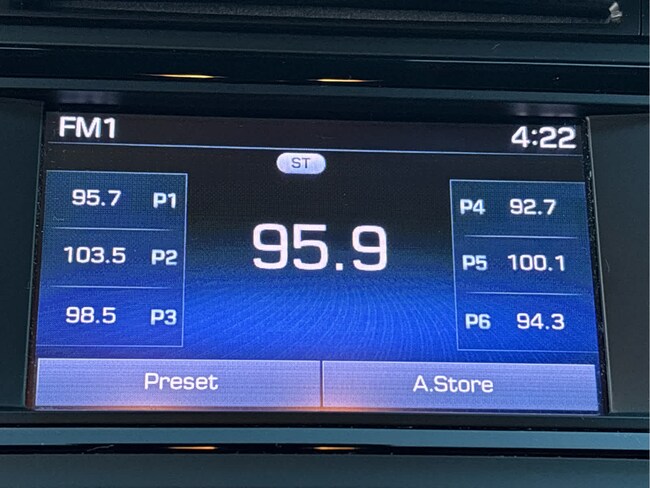 FM1 4:22
ST
95.7 P1
103.5 P2
98.5 P3
95.9
P4 92.7
P5 100.1
P6 94.3
Preset A.Store